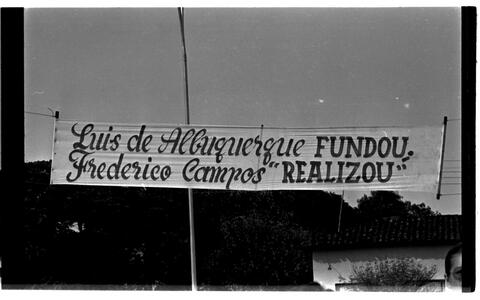 Luis de Albuquerque FUNDOU.
Frederico Campos "REALIZOU"